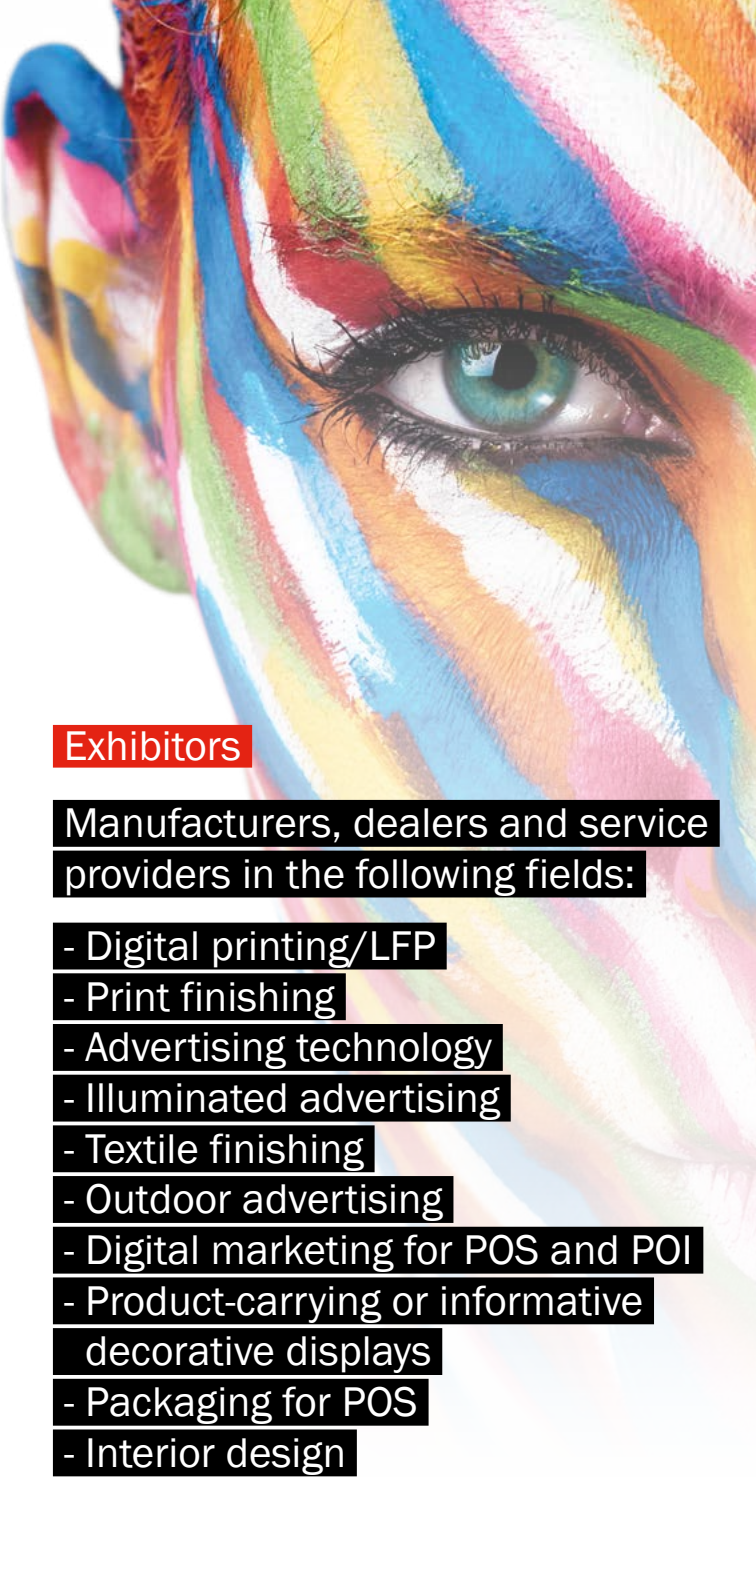 Exhibitors
Manufacturers, dealers and service
providers in the following fields:
- Digital printing/LFP
- Print finishing
- Advertising technology
- Illuminated advertising
- Textile finishing
- Outdoor advertising
- Digital marketing for POS and POI
- Product-carrying or informative
decorative displays
- Packaging for POS
- Interior design